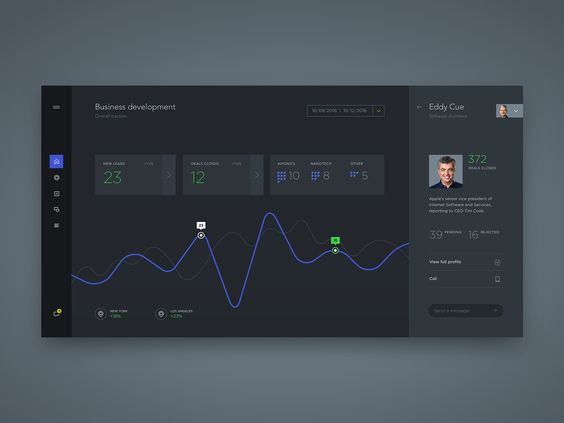 Business development
Overall traction
10/09/2016 | 10/12/2016
Eddy Cue
Software Architect
NEW LEADS
23
DEALS CLOSED
12
BHIONICS
10
NANOTECH
8
OTHER
5
372
DEALS CLOSED
Apple's senior vice president of
Internet Software and Services,
reporting to CEO Tim Cook.
39 PENDING
16 REJECTED
23
View full profile
Call
NEW YORK
+18%
LOS ANGELES
+23%
Send a message